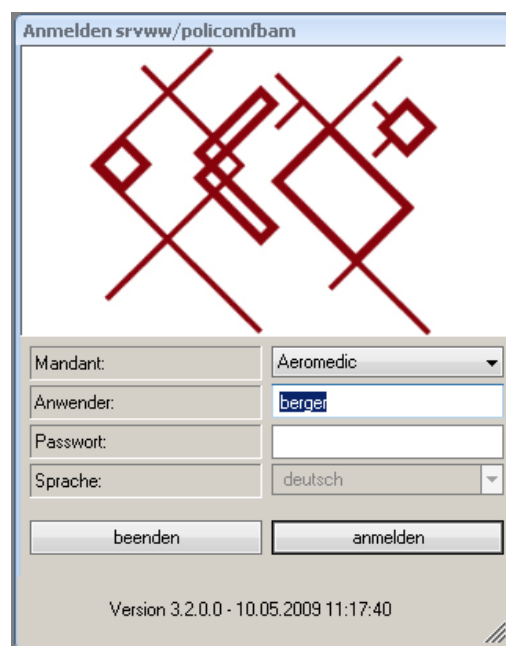 Anmelden srvww/policomfbam
Mandant: Aeromedic
Anwender: berger
Passwort:
Sprache: deutsch
beenden anmelden
Version 3.2.0.0 - 10.05.2009 11:17:40